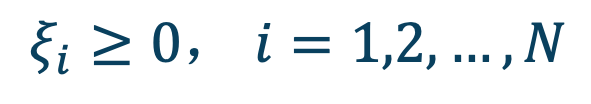 ξᵢ ≥ 0, i = 1,2, … , N